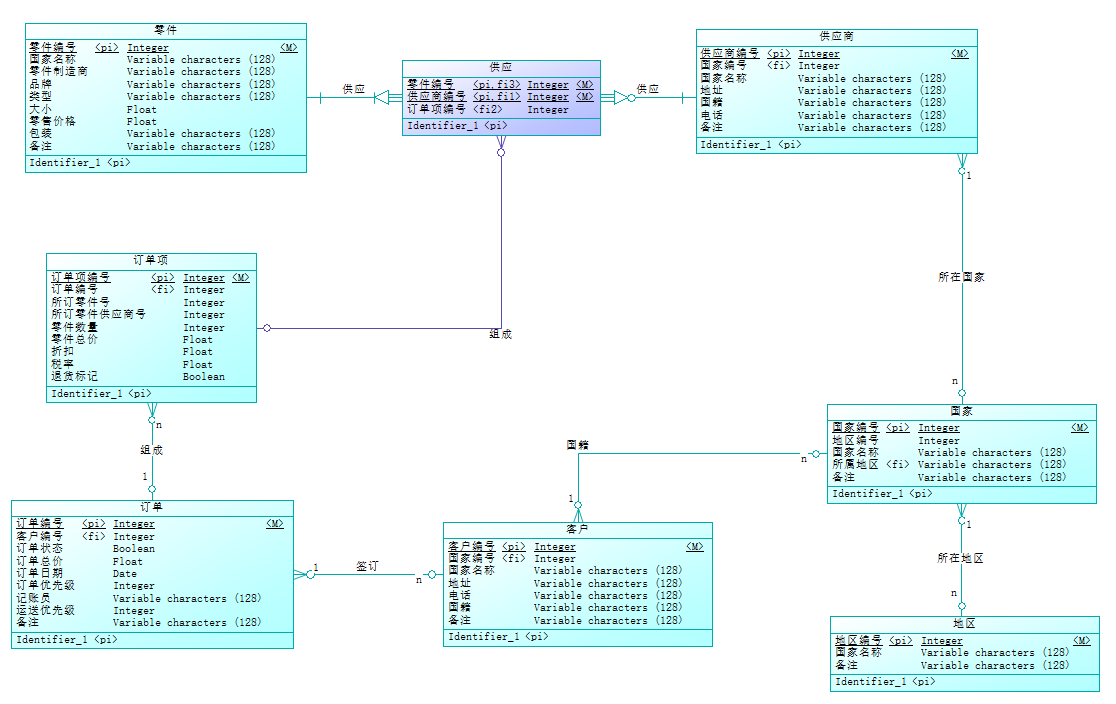 零件
零件编号 <pi> Integer <M>
国家名称 Variable characters (128)
零件制造商 Variable characters (128)
品牌 Variable characters (128)
类型 Variable characters (128)
大小 Float
零售价格 Float
包装 Variable characters (128)
备注 Variable characters (128)
Identifier_1 <pi>
供应
供应
零件编号 <pi,fi3> Integer <M>
供应商编号 <pi,fi1> Integer <M>
订单项编号 <fi2> Integer
Identifier_1 <pi>
供应
供应商
供应商编号 <pi> Integer <M>
国家编号 <fi> Integer
国家名称 Variable characters (128)
地址 Variable characters (128)
国籍 Variable characters (128)
电话 Variable characters (128)
备注 Variable characters (128)
Identifier_1 <pi>
1
所在国家
n
订单项
订单项编号 <pi> Integer <M>
订单编号 <fi> Integer
所订零件号 Integer
所订零件供应商号 Integer
零件数量 Integer
零件总价 Float
折扣 Float
税率 Float
退货标记 Boolean
Identifier_1 <pi>
组成
n
组成
1
国家
国家编号 <pi> Integer <M>
地区编号 Integer
国家名称 Variable characters (128)
所属地区 <fi> Variable characters (128)
备注 Variable characters (128)
Identifier_1 <pi>
国籍
n
1
订单
订单编号 <pi> Integer <M>
客户编号 <fi> Integer
订单状态 Boolean
订单总价 Float
订单日期 Date
订单优先级 Integer
记账员 Variable characters (128)
运送优先级 Integer
备注 Variable characters (128)
Identifier_1 <pi>
1
签订
n
客户
客户编号 <pi> Integer <M>
国家编号 <fi> Integer
国家名称 Variable characters (128)
地址 Variable characters (128)
电话 Variable characters (128)
国籍 Variable characters (128)
备注 Variable characters (128)
Identifier_1 <pi>
1
所在地区
n
地区
地区编号 <pi> Integer <M>
国家名称 Variable characters (128)
备注 Variable characters (128)
Identifier_1 <pi>